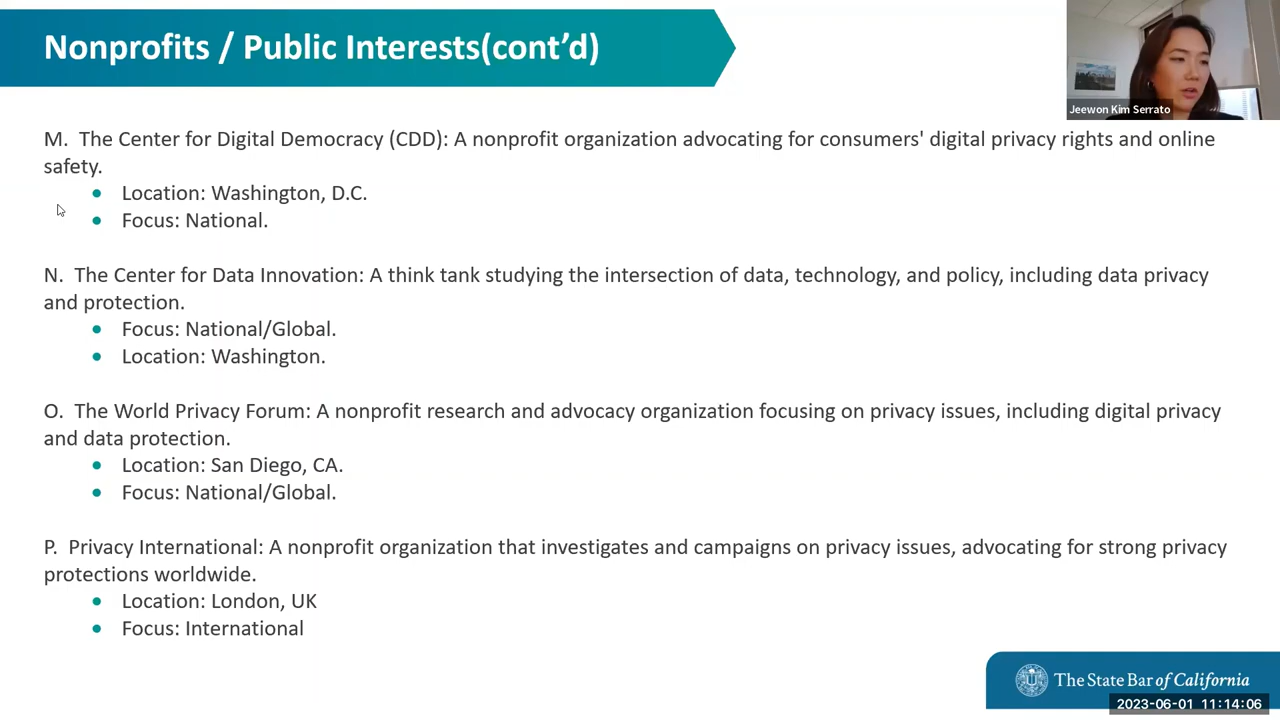 Nonprofits / Public Interests(cont’d)
Jeewon Kim Serrato
M. The Center for Digital Democracy (CDD): A nonprofit organization advocating for consumers' digital privacy rights and online
safety.
• Location: Washington, D.C.
• Focus: National.
N. The Center for Data Innovation: A think tank studying the intersection of data, technology, and policy, including data privacy
and protection.
• Focus: National/Global.
• Location: Washington.
O. The World Privacy Forum: A nonprofit research and advocacy organization focusing on privacy issues, including digital privacy
and data protection.
• Location: San Diego, CA.
• Focus: National/Global.
P. Privacy International: A nonprofit organization that investigates and campaigns on privacy issues, advocating for strong privacy
protections worldwide.
• Location: London, UK
• Focus: International
The State Bar of California
2023-06-01 11:14:06